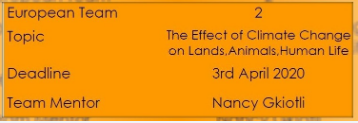 European Team 2
Topic The Effect of Climate Change
on Lands,Animals,Human Life
Deadline 3rd April 2020
Team Mentor Nancy Gkiotli